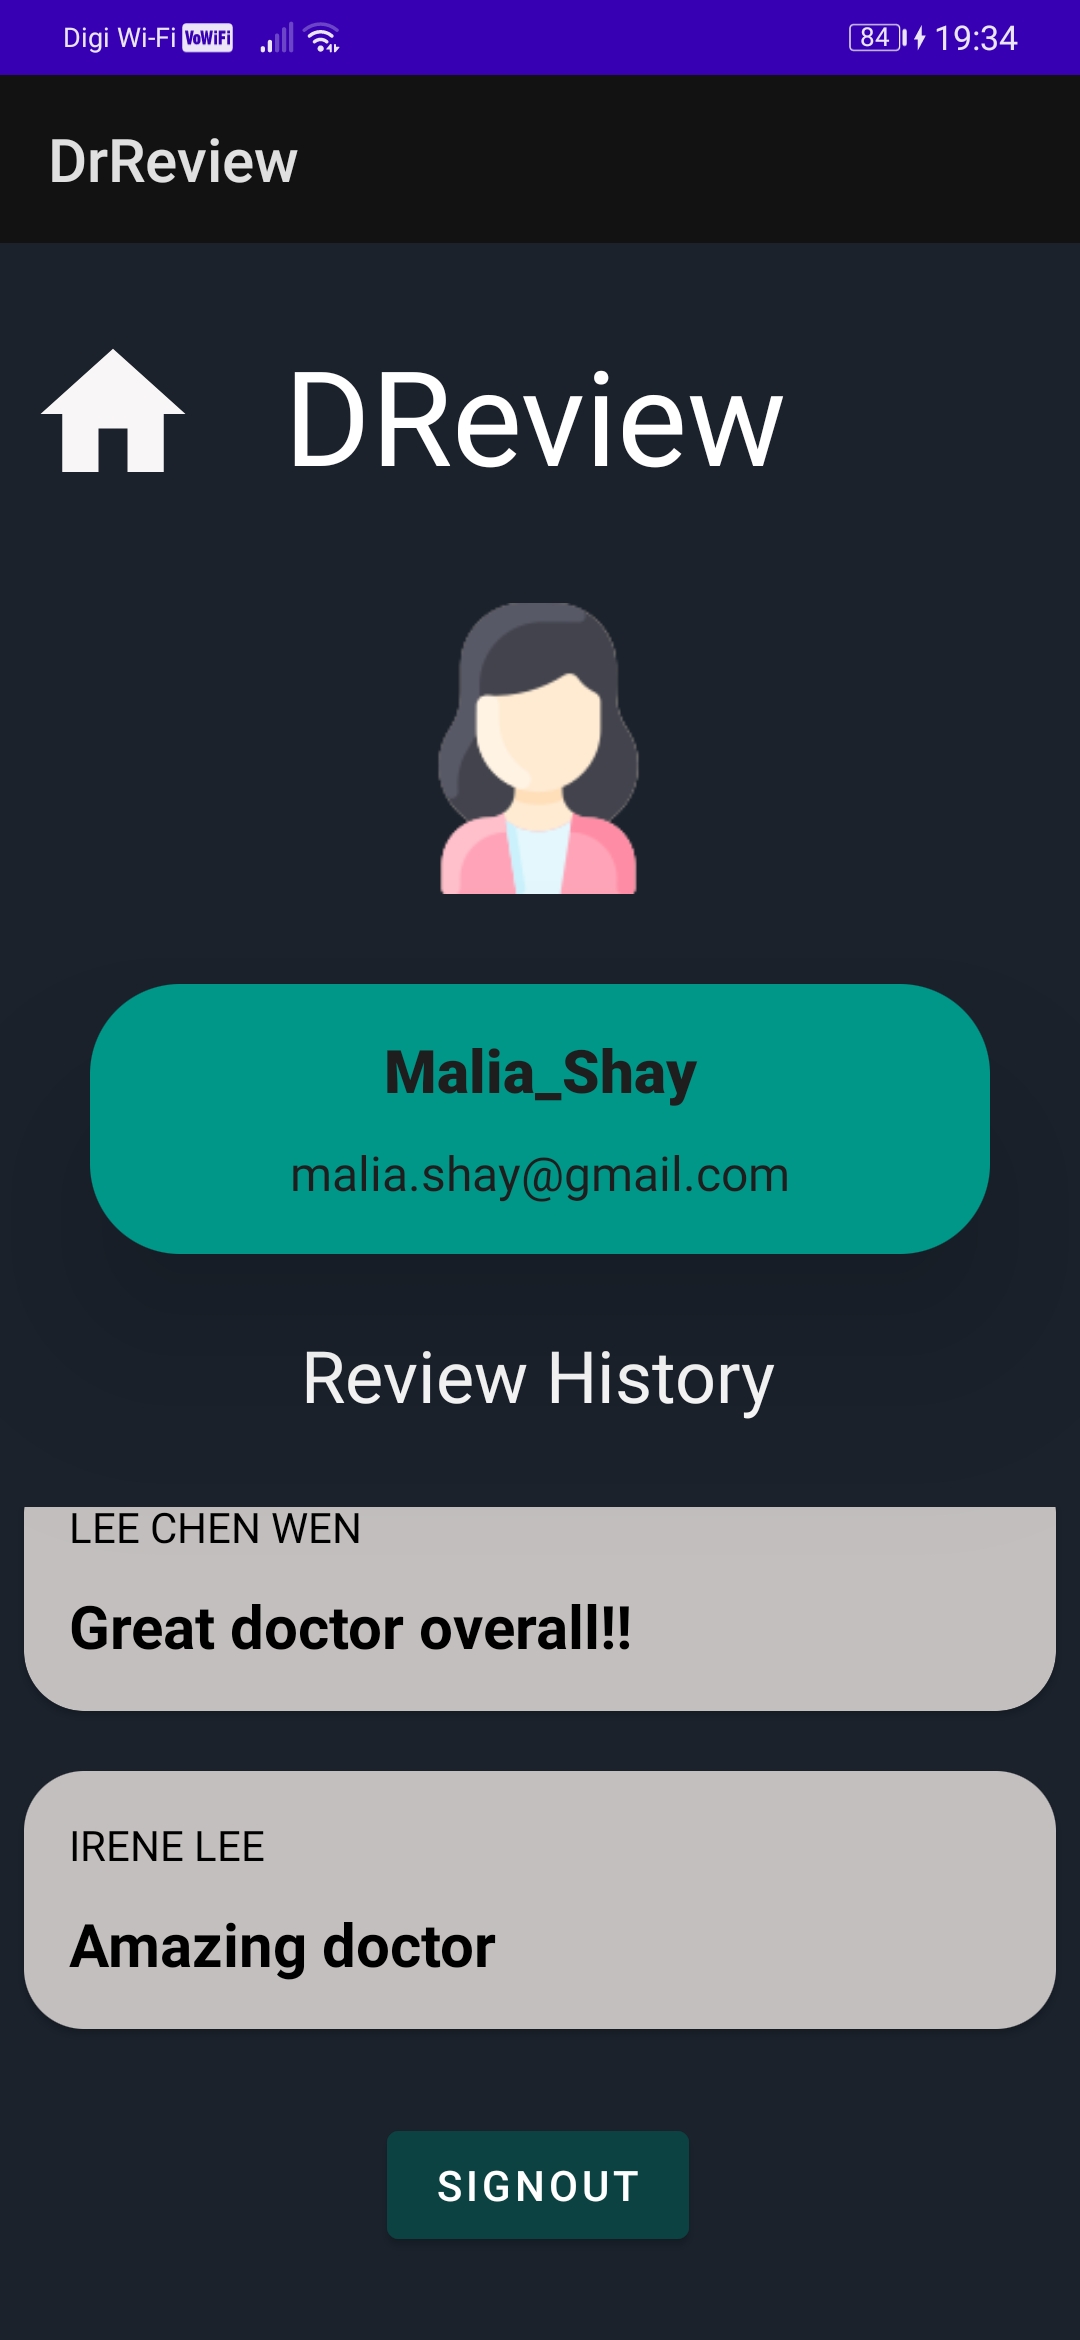 Digi Wi-Fi VoWiFi 84 19:34
DrReview
DReview
Malia_Shay
malia.shay@gmail.com
Review History
LEE CHEN WEN
Great doctor overall!!
IRENE LEE
Amazing doctor
SIGNOUT